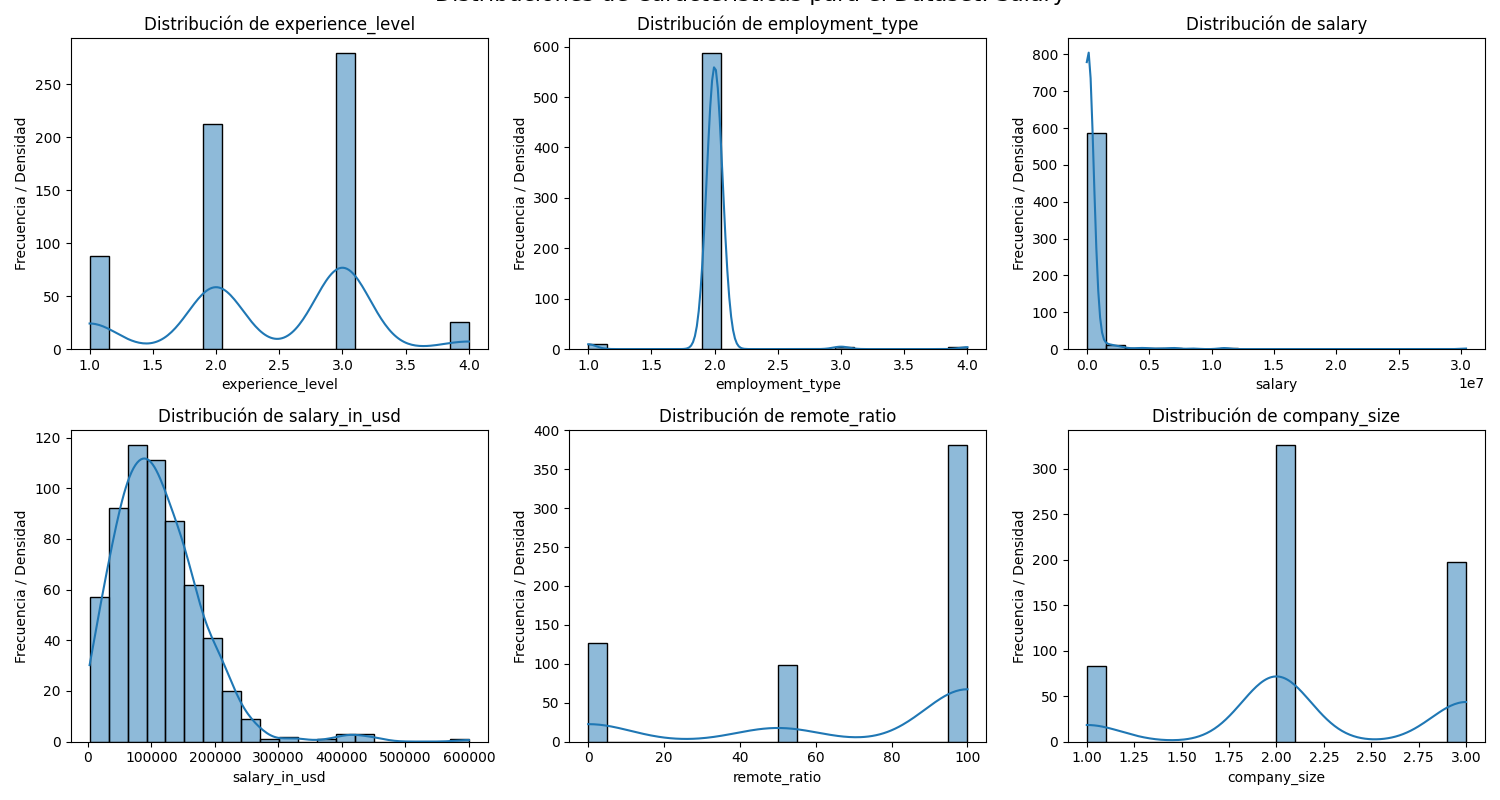 Distribuciones de Características para el Dataset: Salary
Distribución de experience_level
Frecuencia / Densidad
250
200
150
100
50
0
1.0 1.5 2.0 2.5 3.0 3.5 4.0
experience_level
Distribución de employment_type
Frecuencia / Densidad
600
500
400
300
200
100
0
1.0 1.5 2.0 2.5 3.0 3.5 4.0
employment_type
Distribución de salary
Frecuencia / Densidad
800
700
600
500
400
300
200
100
0
0.0 0.5 1.0 1.5 2.0 2.5 3.0
1e7
salary
Distribución de salary_in_usd
Frecuencia / Densidad
120
100
80
60
40
20
0
0 100000 200000 300000 400000 500000 600000
salary_in_usd
Distribución de remote_ratio
Frecuencia / Densidad
400
350
300
250
200
150
100
50
0
0 20 40 60 80 100
remote_ratio
Distribución de company_size
Frecuencia / Densidad
300
250
200
150
100
50
0
1.00 1.25 1.50 1.75 2.00 2.25 2.50 2.75 3.00
company_size